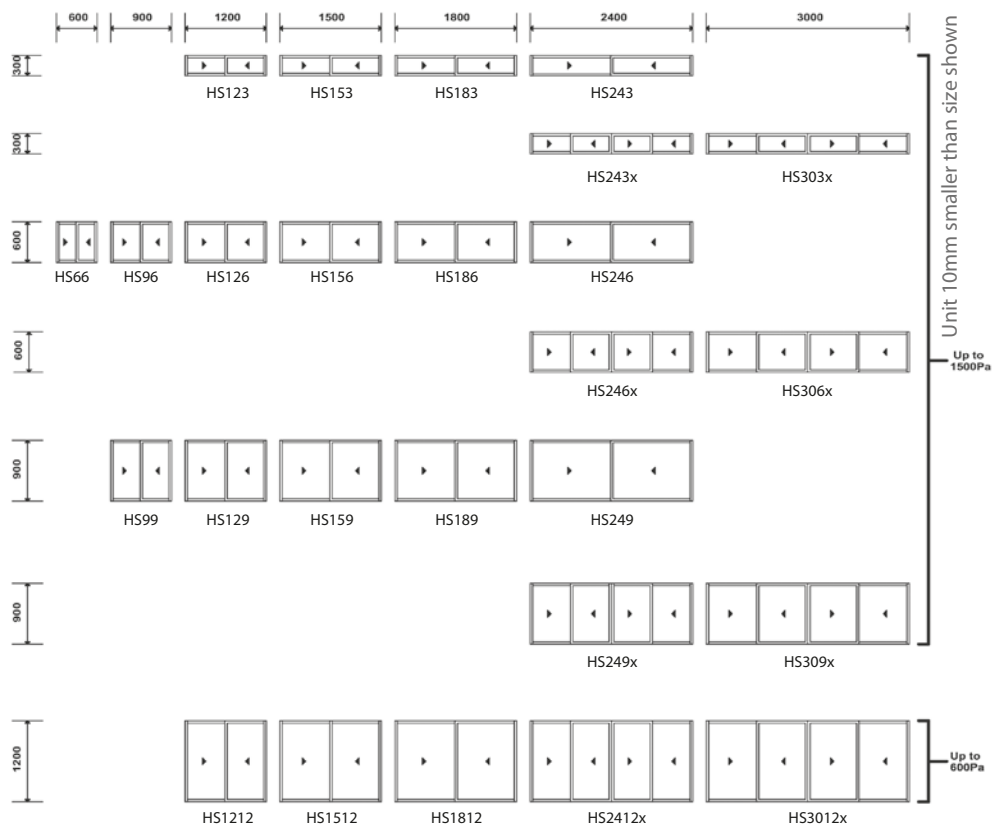 600 900 1200 1500 1800 2400 3000
Unit 10mm smaller than size shown
300
HS123 HS153 HS183 HS243
300
HS243x HS303x
600
HS66 HS96 HS126 HS156 HS186 HS246
600
HS246x HS306x
Up to
1500Pa
900
HS99 HS129 HS159 HS189 HS249
900
HS249x HS309x
1200
Up to
600Pa
HS1212 HS1512 HS1812 HS2412x HS3012x